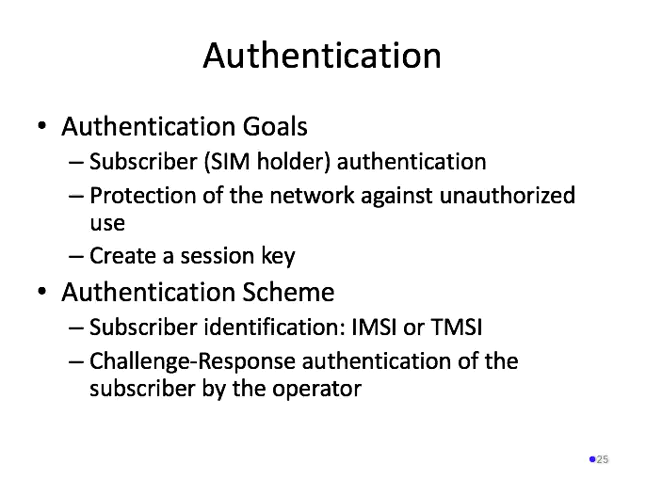 Authentication
• Authentication Goals
– Subscriber (SIM holder) authentication
– Protection of the network against unauthorized
use
– Create a session key
• Authentication Scheme
– Subscriber identification: IMSI or TMSI
– Challenge-Response authentication of the
subscriber by the operator
•25